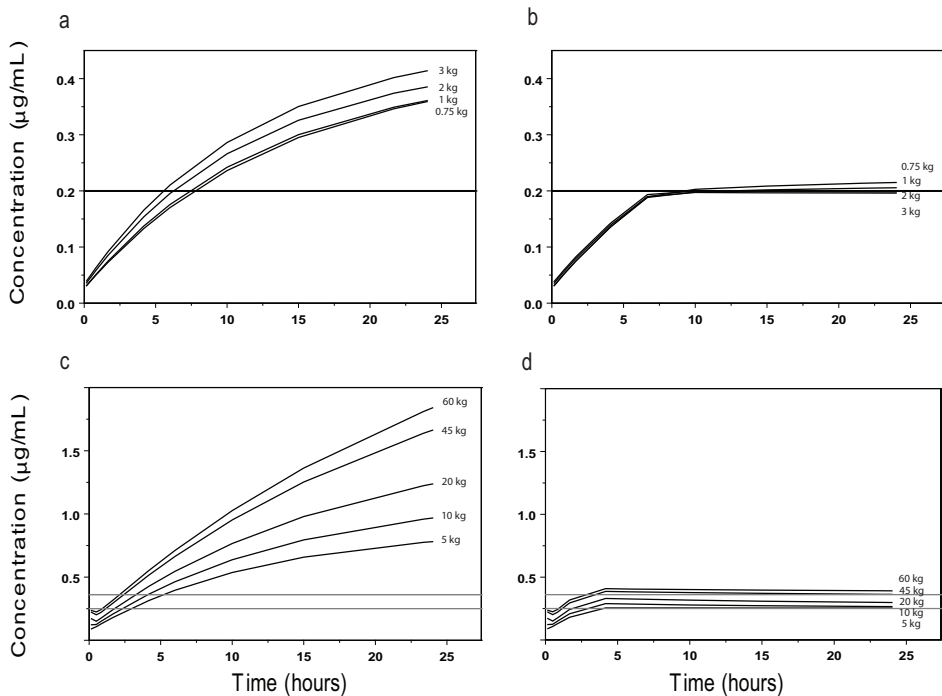 a
Concentration (μg/mL)
0.4
0.3
0.2
0.1
0.0
0
5
10
15
20
25
3 kg
2 kg
1 kg
0.75 kg
b
0.4
0.3
0.2
0.1
0.0
0
5
10
15
20
25
0.75 kg
1 kg
2 kg
3 kg
c
Concentration (μg/mL)
1.5
1.0
0.5
0
5
10
15
20
25
60 kg
45 kg
20 kg
10 kg
5 kg
Time (hours)
d
1.5
1.0
0.5
0
5
10
15
20
25
60 kg
45 kg
20 kg
10 kg
5 kg
Time (hours)